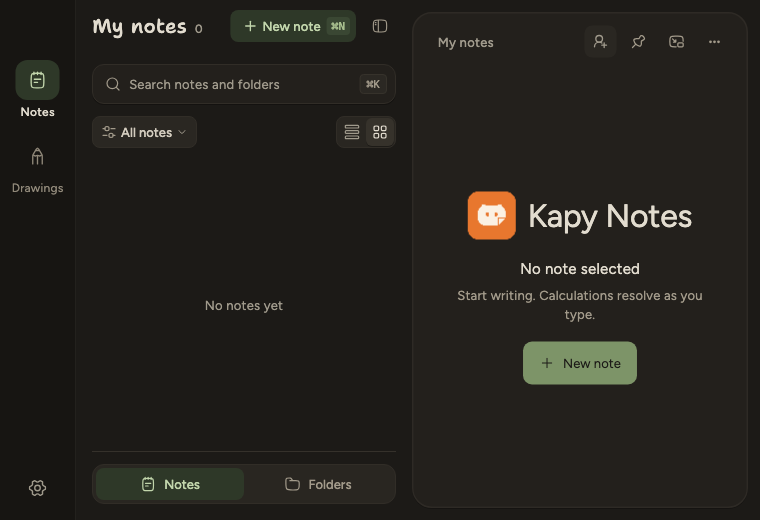 Notes
Drawings
My notes 0
+ New note ⌘N
Search notes and folders ⌘K
All notes
No notes yet
Notes
Folders
My notes
Kapy Notes
No note selected
Start writing. Calculations resolve as you
type.
+ New note